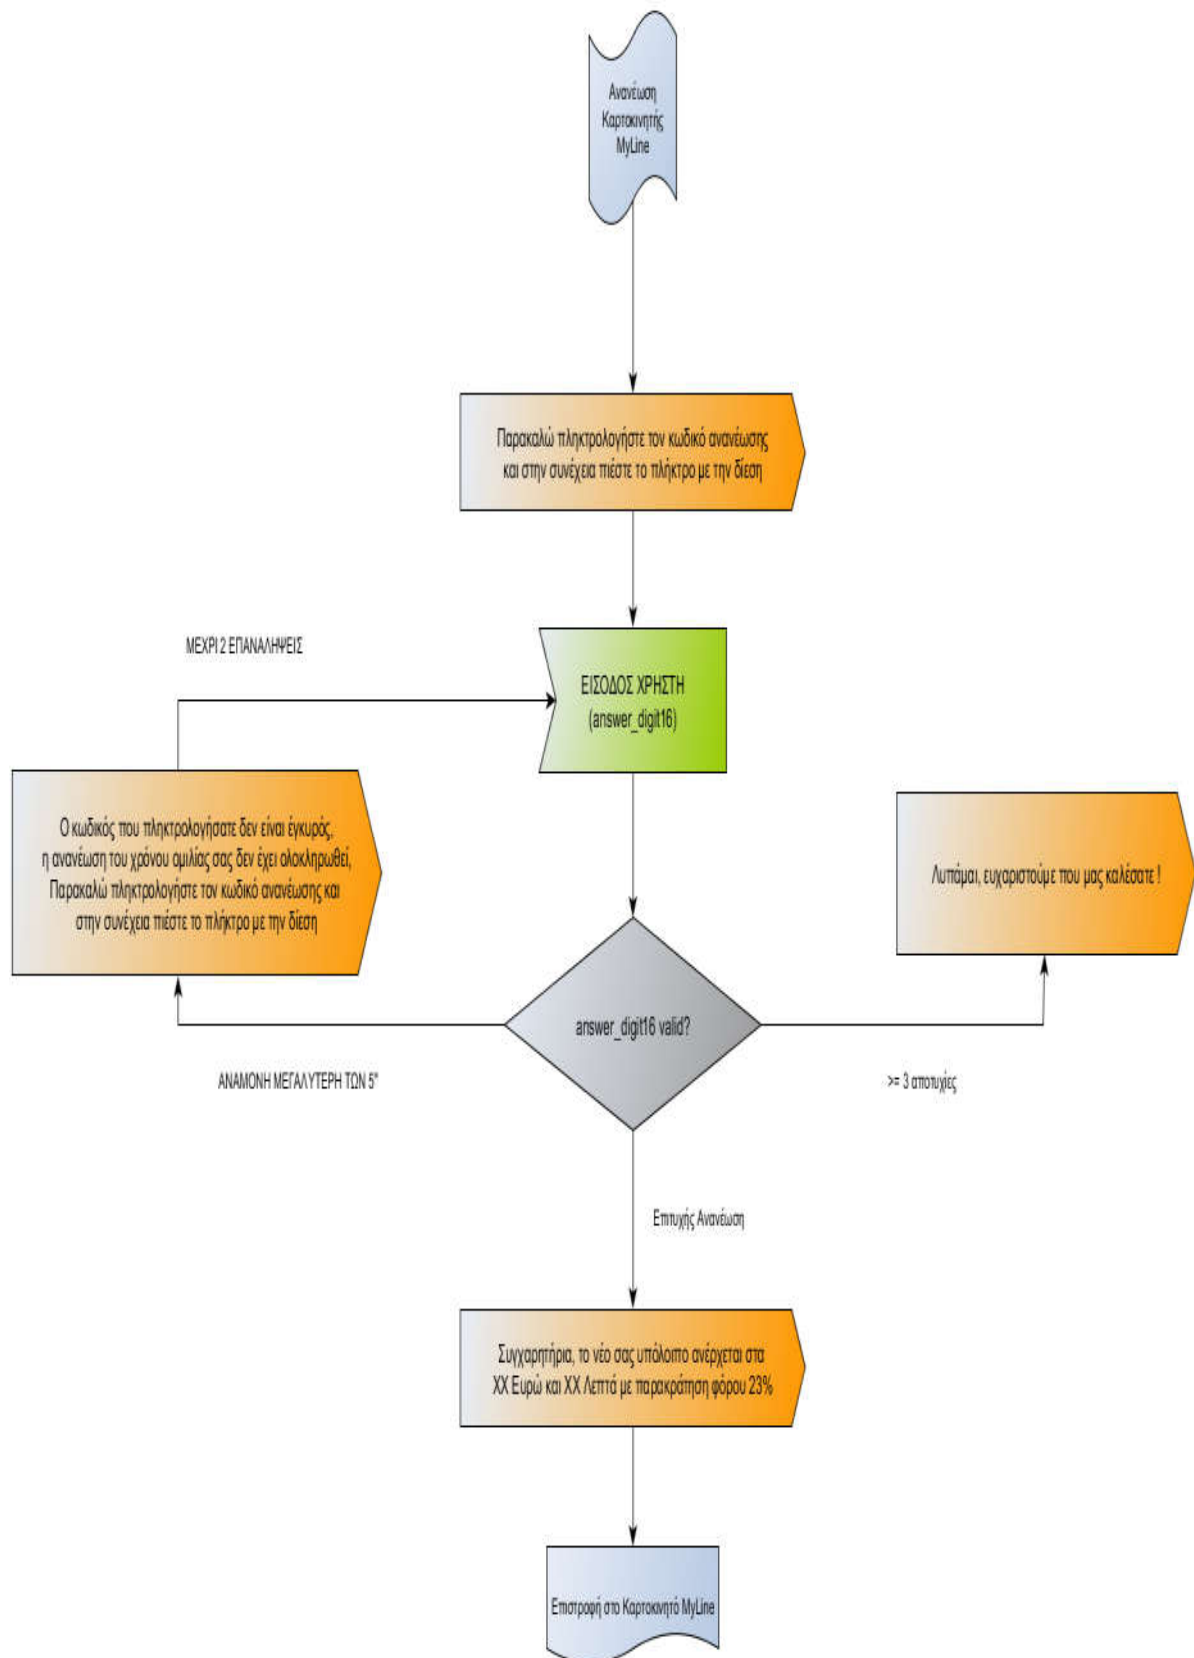 Ανανέωση
Καρτοκινητής
MyLine
Παρακαλώ πληκτρολογήστε τον κωδικό ανανέωσης
και στην συνέχεια πιέστε το πλήκτρο με την δίεση
ΜΕΧΡΙ 2 ΕΠΑΝΑΛΗΨΕΙΣ
ΕΙΣΟΔΟΣ ΧΡΗΣΤΗ
(answer_digit16)
Ο κωδικός που πληκτρολογήσατε δεν είναι έγκυρός,
η ανανέωση του χρόνου ομιλίας σας δεν έχει ολοκληρωθεί,
Παρακαλώ πληκτρολογήστε τον κωδικό ανανέωσης και
στην συνέχεια πιέστε το πλήκτρο με την δίεση
Λυπάμαι, ευχαριστούμε που μας καλέσατε !
answer_digit16 valid?
ΑΝΑΜΟΝΗ ΜΕΓΑΛΥΤΕΡΗ ΤΩΝ 5"
>= 3 αποτυχίες
Επιτυχής Ανανέωση
Συγχαρητήρια, το νέο σας υπόλοιπο ανέρχεται στα
XX Ευρώ και XX Λεπτά με παρακράτηση φόρου 23%
Επιστροφή στο Καρτοκινητό MyLine